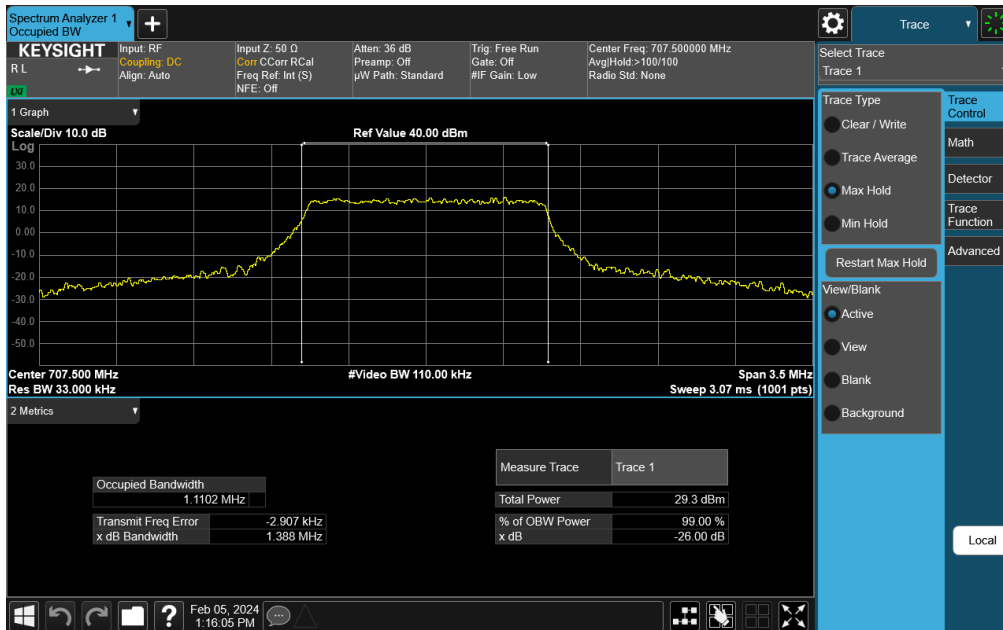 Spectrum Analyzer 1
Occupied BW
Trace
KEYSIGHT
R L
LXI
Input: RF
Coupling: DC
Align: Auto
Input Z: 50 Ω
Corr CCorr RCal
Freq Ref: Int (S)
NFE: Off
Atten: 36 dB
Preamp: Off
µW Path: Standard
Trig: Free Run
Gate: Off
#IF Gain: Low
Center Freq: 707.500000 MHz
Avg|Hold:>100/100
Radio Std: None
Select Trace
Trace 1
1 Graph
Scale/Div 10.0 dB
Ref Value 40.00 dBm
Log
30.0
20.0
10.0
0.00
-10.0
-20.0
-30.0
-40.0
-50.0
Center 707.500 MHz
#Video BW 110.00 kHz
Span 3.5 MHz
Res BW 33.000 kHz
Sweep 3.07 ms (1001 pts)
Trace Type
Clear / Write
Trace Average
Max Hold
Min Hold
Restart Max Hold
View/Blank
Active
View
Blank
Background
Trace
Control
Math
Detector
Trace
Function
Advanced
Local
2 Metrics
Occupied Bandwidth
1.1102 MHz
Transmit Freq Error -2.907 kHz
x dB Bandwidth 1.388 MHz
Measure Trace Trace 1
Total Power 29.3 dBm
% of OBW Power 99.00 %
x dB -26.00 dB
Feb 05, 2024
1:16:05 PM